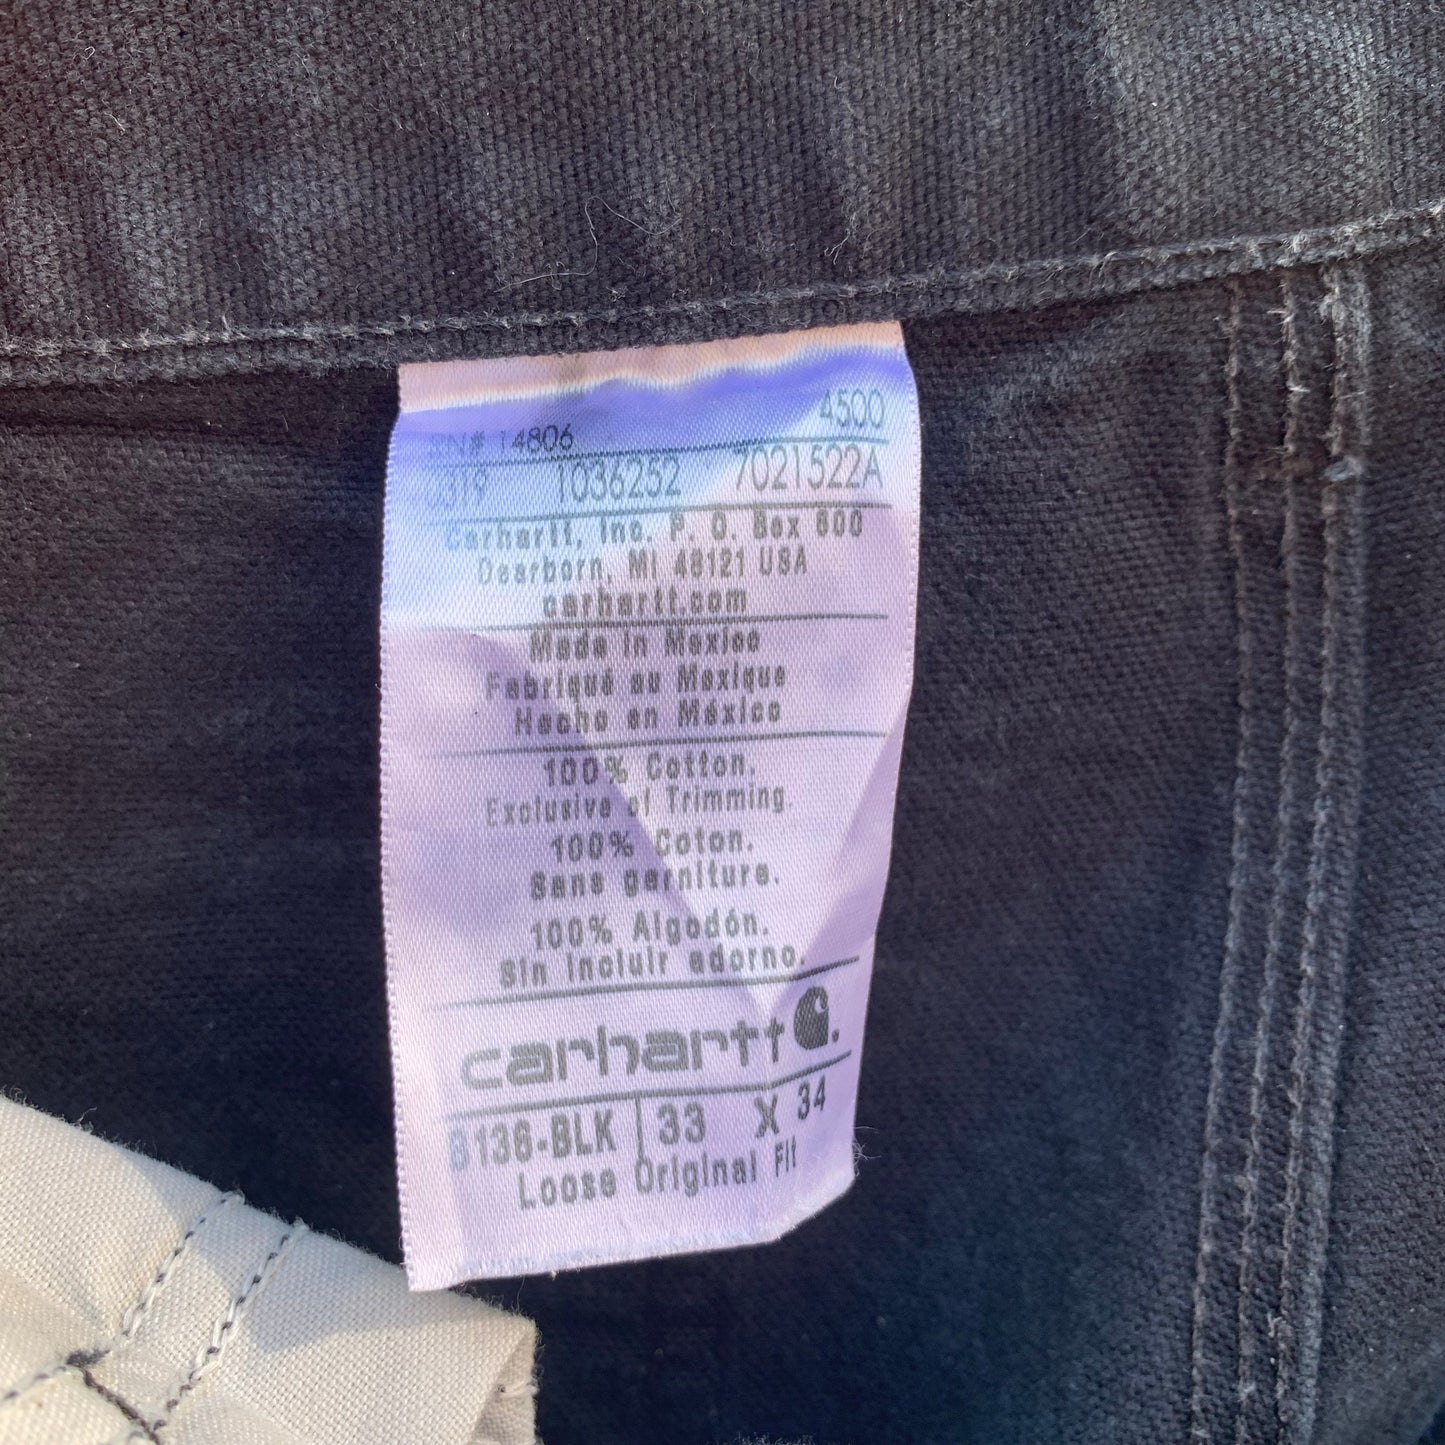 RN# 14806 4500
319 1036252 7021522A
Carhartt, Inc. P. O. Box 600
Dearborn, MI 48121 USA
carhartt.com
Made in Mexico
Fabriqué au Mexique
Hecho en México
100% Cotton.
Exclusive of Trimming.
100% Coton.
Sans garniture.
100% Algodón.
Sin incluir adorno.
carhartt
B136-BLK 33 X 34
Loose Original Fit